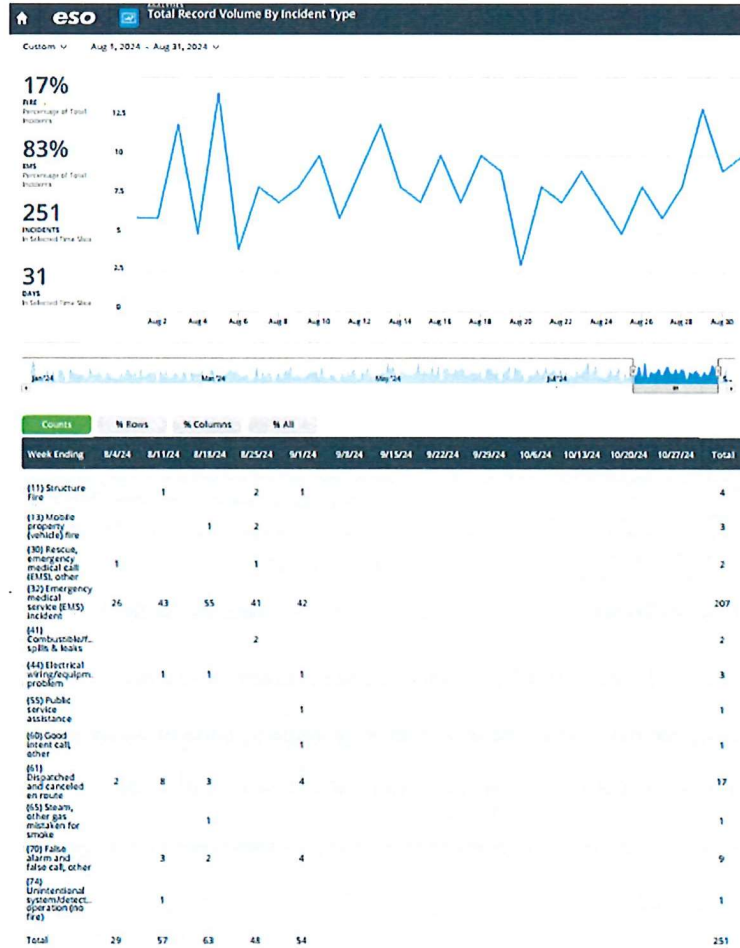 ANALYTICS
eso Total Record Volume By Incident Type
Custom Aug 1, 2024 - Aug 31, 2024
17%
FIRE
Percentage of Total
Incidents
83%
EMS
Percentage of Total
Incidents
251
INCIDENTS
In Selected Time Slice
31
DAYS
In Selected Time Slice
12.5
10
7.5
5
2.5
0
Aug 2 Aug 4 Aug 6 Aug 8 Aug 10 Aug 12 Aug 14 Aug 16 Aug 18 Aug 20 Aug 22 Aug 24 Aug 26 Aug 28 Aug 30
Jan '24 Mar '24 May '24 Jul '24 S...
Counts % Rows % Columns % All
Week Ending 8/4/24 8/11/24 8/18/24 8/25/24 9/1/24 9/8/24 9/15/24 9/22/24 9/29/24 10/6/24 10/13/24 10/20/24 10/27/24 Total
(11) Structure
Fire 1 2 1 4
(13) Mobile
property
(vehicle) fire 1 2 3
(30) Rescue,
emergency
medical call
(EMS), other 1 1 2
(32) Emergency
medical
service (EMS)
incident 26 43 55 41 42 207
(41)
Combustible/f...
spills & leaks 2 2
(44) Electrical
wiring/equipm.
problem 1 1 1 3
(55) Public
service
assistance 1 1
(60) Good
intent call,
other 1 1
(61)
Dispatched
and canceled
en route 2 8 3 4 17
(65) Steam,
other gas
mistaken for
smoke 1 1
(70) False
alarm and
false call, other 3 2 4 9
(74)
Unintentional
system/detect...
operation (no
fire) 1 1
Total 29 57 63 48 54 251